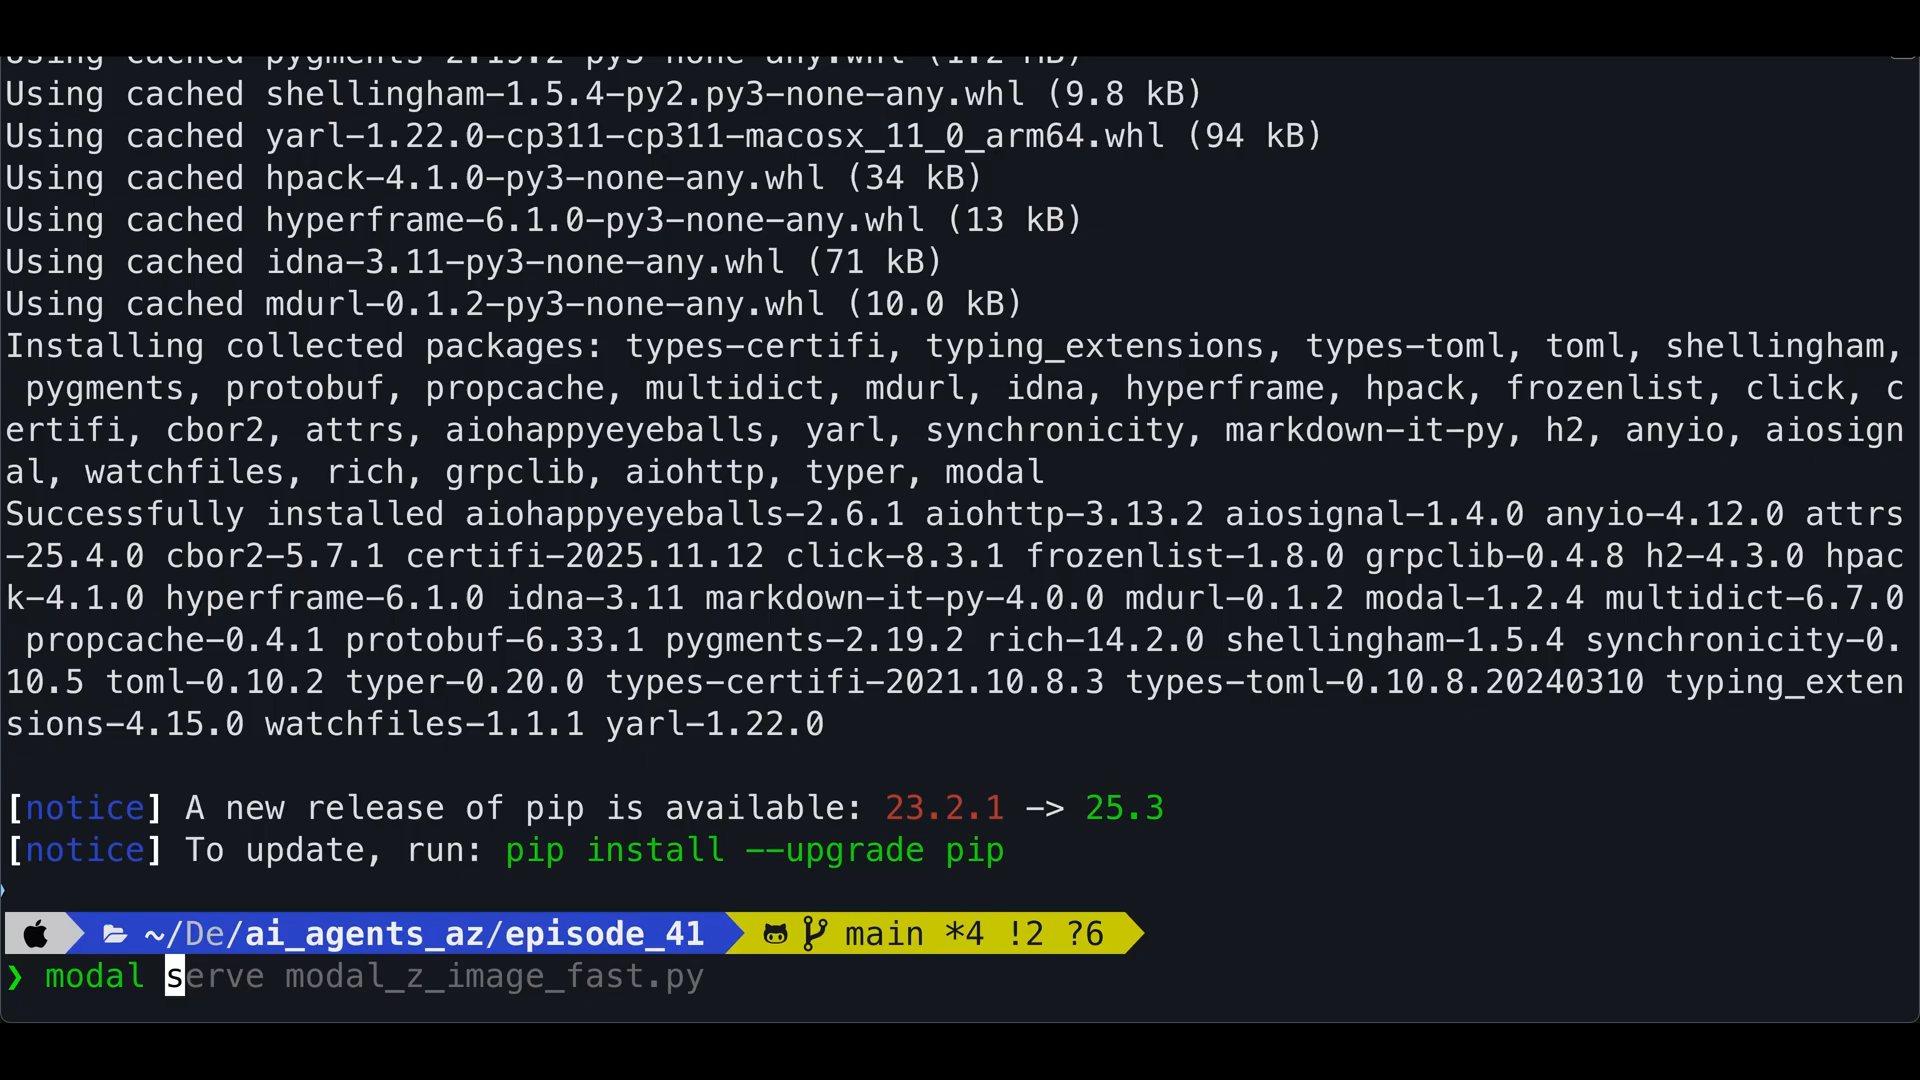 Using cached pygments-2.19.2-py3-none-any.whl (1.2 MB)
Using cached shellingham-1.5.4-py2.py3-none-any.whl (9.8 kB)
Using cached yarl-1.22.0-cp311-cp311-macosx_11_0_arm64.whl (94 kB)
Using cached hpack-4.1.0-py3-none-any.whl (34 kB)
Using cached hyperframe-6.1.0-py3-none-any.whl (13 kB)
Using cached idna-3.11-py3-none-any.whl (71 kB)
Using cached mdurl-0.1.2-py3-none-any.whl (10.0 kB)
Installing collected packages: types-certifi, typing_extensions, types-toml, toml, shellingham,
 pygments, protobuf, propcache, multidict, mdurl, idna, hyperframe, hpack, frozenlist, click, c
ertifi, cbor2, attrs, aiohappyeyeballs, yarl, synchronicity, markdown-it-py, h2, anyio, aiosign
al, watchfiles, rich, grpclib, aiohttp, typer, modal
Successfully installed aiohappyeyeballs-2.6.1 aiohttp-3.13.2 aiosignal-1.4.0 anyio-4.12.0 attrs
-25.4.0 cbor2-5.7.1 certifi-2025.11.12 click-8.3.1 frozenlist-1.8.0 grpclib-0.4.8 h2-4.3.0 hpac
k-4.1.0 hyperframe-6.1.0 idna-3.11 markdown-it-py-4.0.0 mdurl-0.1.2 modal-1.2.4 multidict-6.7.0
 propcache-0.4.1 protobuf-6.33.1 pygments-2.19.2 rich-14.2.0 shellingham-1.5.4 synchronicity-0.
10.5 toml-0.10.2 typer-0.20.0 types-certifi-2021.10.8.3 types-toml-0.10.8.20240310 typing_exten
sions-4.15.0 watchfiles-1.1.1 yarl-1.22.0
[notice] A new release of pip is available: 23.2.1 -> 25.3
[notice] To update, run: pip install --upgrade pip
~/De/ai_agents_az/episode_41 main *4 !2 ?6
❯ modal serve modal_z_image_fast.py